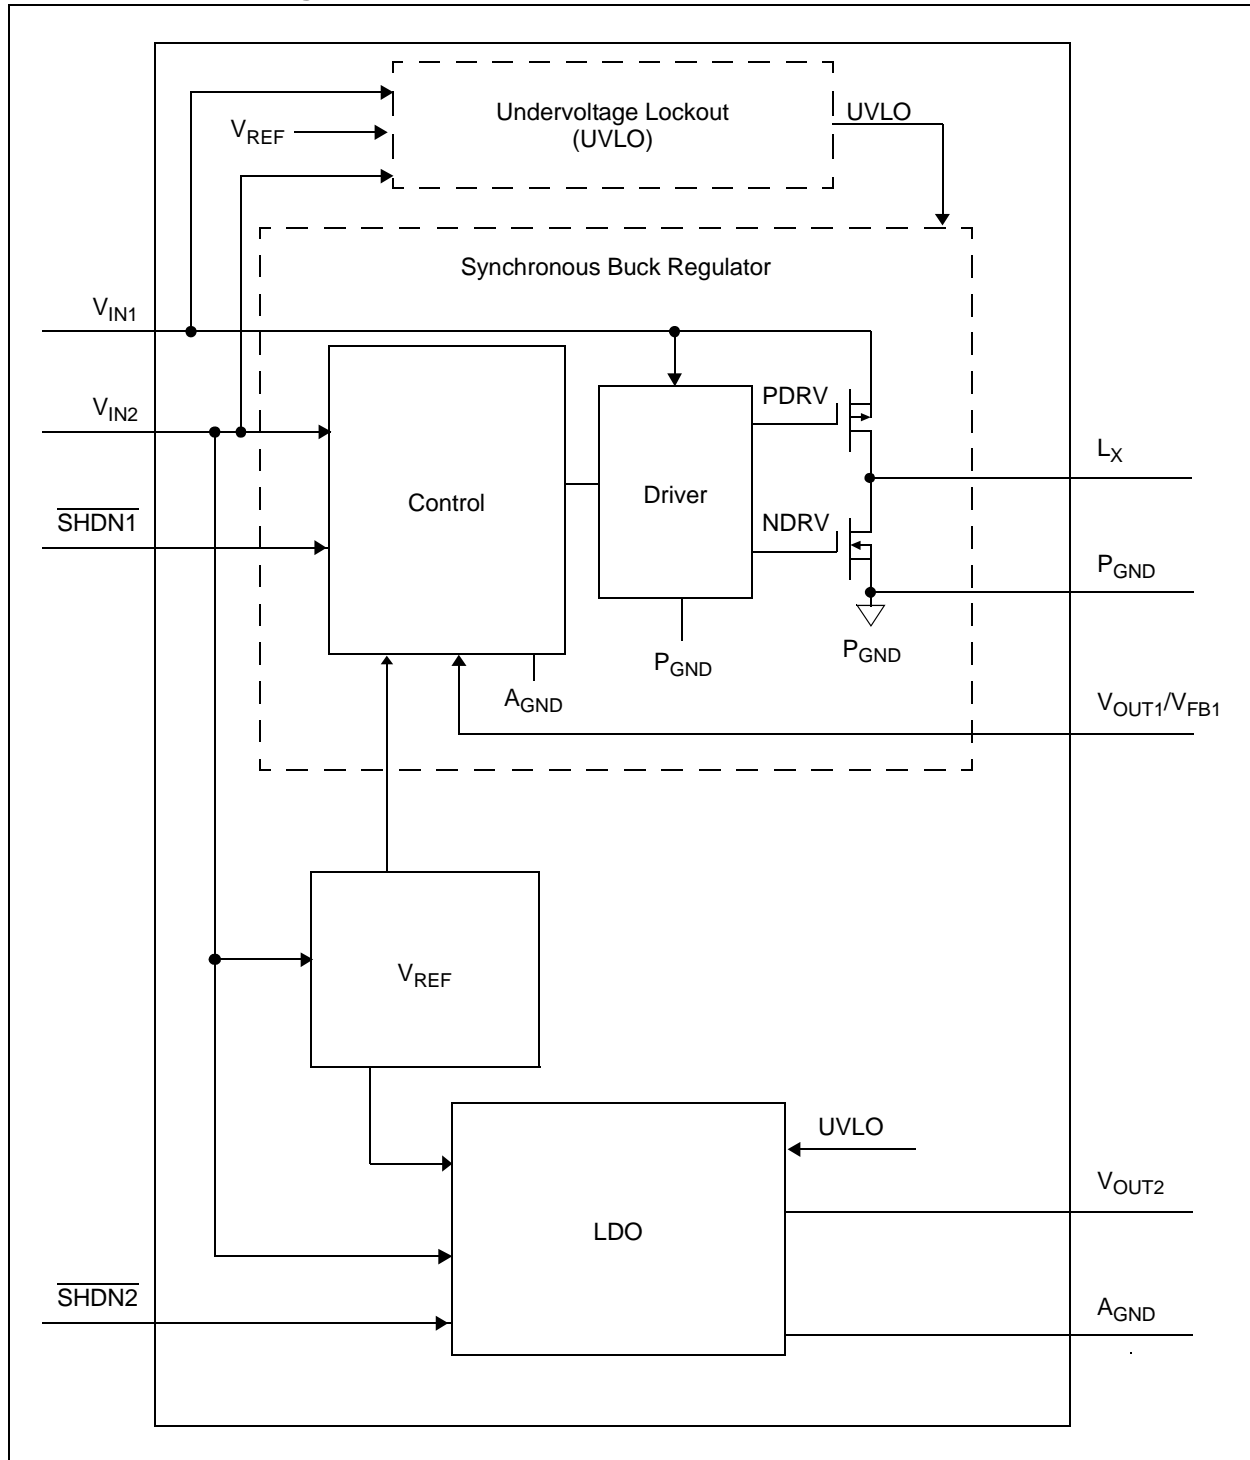 Undervoltage Lockout
(UVLO)
UVLO
VREF
Synchronous Buck Regulator
VIN1
VIN2
PDRV
LX
Control
Driver
SHDN1
NDRV
PGND
PGND
PGND
AGND
VOUT1/VFB1
VREF
UVLO
VOUT2
LDO
SHDN2
AGND